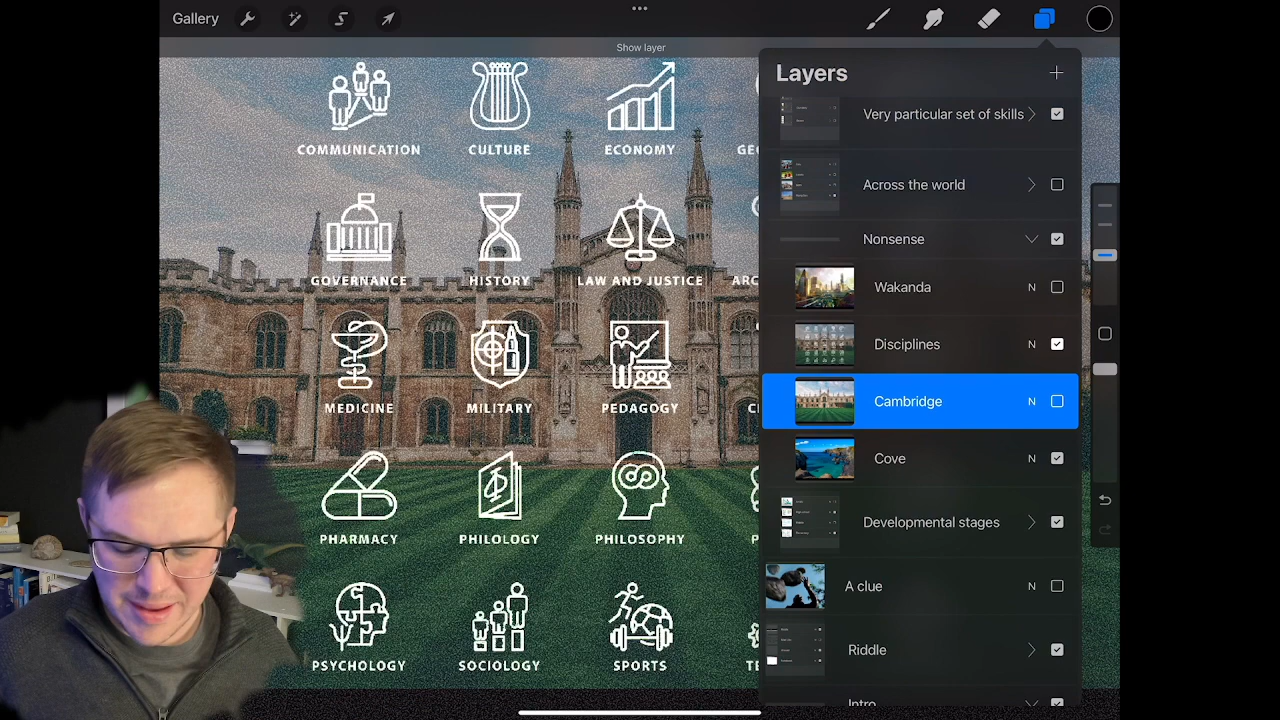 Gallery
Show layer
Layers
Very particular set of skills
Across the world
Nonsense
Wakanda N
Disciplines N
Cambridge N
Cove N
Developmental stages
A clue N
Riddle
Intro
COMMUNICATION CULTURE ECONOMY
GOVERNANCE HISTORY LAW AND JUSTICE ARC
MEDICINE MILITARY PEDAGOGY
PHARMACY PHILOLOGY PHILOSOPHY
PSYCHOLOGY SOCIOLOGY SPORTS